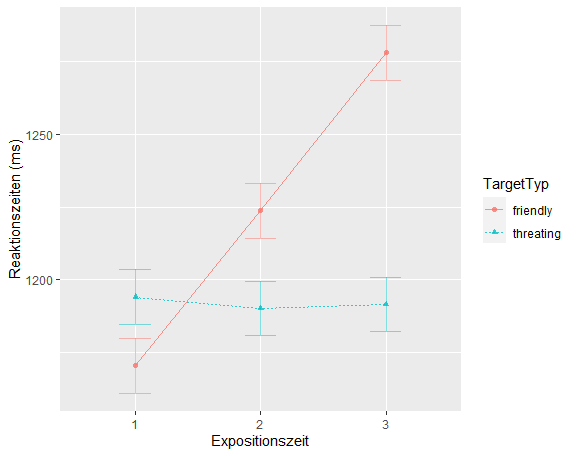 Reaktionszeiten (ms)
1250
1200
1
2
3
Expositionszeit
TargetTyp
friendly
threating